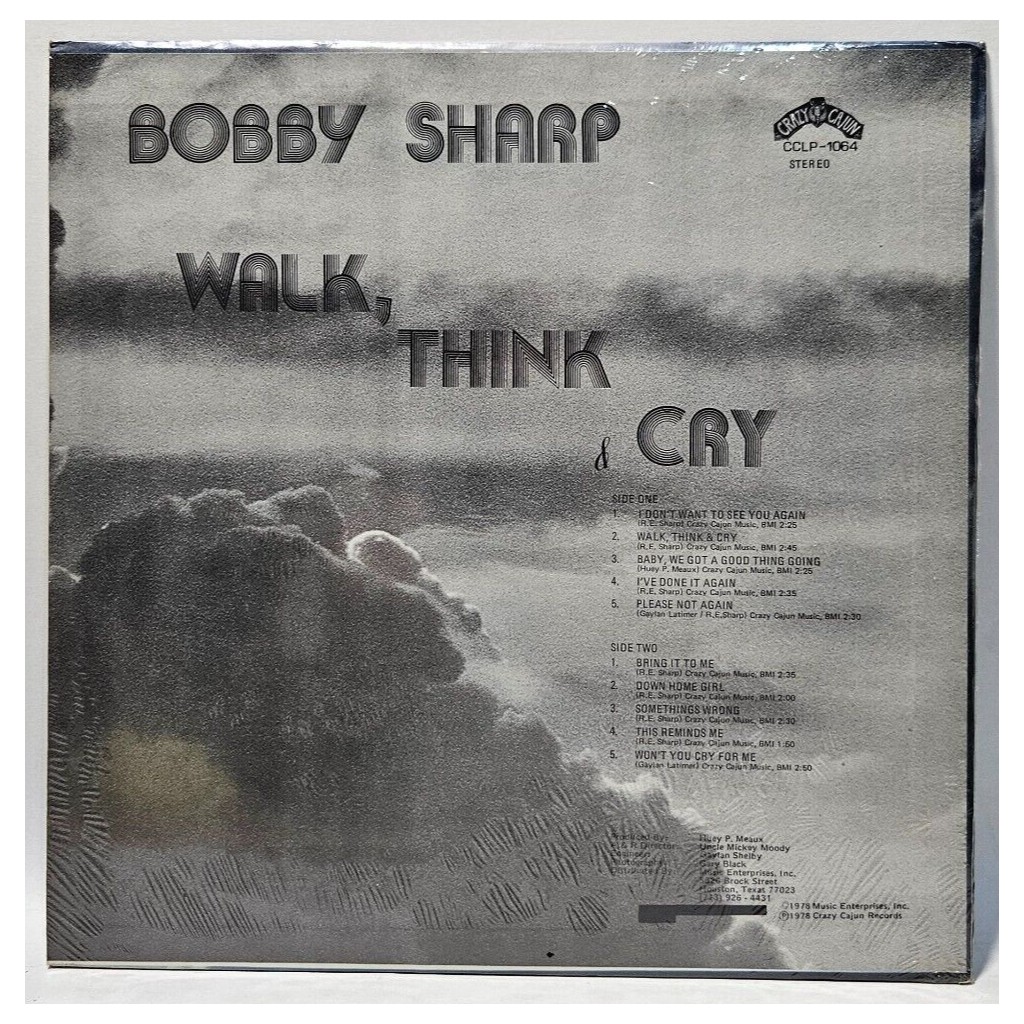 BOBBY SHARP
CRAZY CAJUN
CCLP-1064
STEREO
WALK,
THINK
& CRY
SIDE ONE
1. I DON'T WANT TO SEE YOU AGAIN
(R.E. Sharp) Crazy Cajun Music, BMI 2:25
2. WALK, THINK & CRY
(R.E. Sharp) Crazy Cajun Music, BMI 2:45
3. BABY, WE GOT A GOOD THING GOING
(Huey P. Meaux) Crazy Cajun Music, BMI 2:25
4. I'VE DONE IT AGAIN
(R.E. Sharp) Crazy Cajun Music, BMI 2:35
5. PLEASE NOT AGAIN
(Gaylan Latimer / R.E.Sharp) Crazy Cajun Music, BMI 2:30
SIDE TWO
1. BRING IT TO ME
(R.E. Sharp) Crazy Cajun Music, BMI 2:35
2. DOWN HOME GIRL
(R.E. Sharp) Crazy Cajun Music, BMI 2:00
3. SOMETHINGS WRONG
(R.E. Sharp) Crazy Cajun Music, BMI 2:30
4. THIS REMINDS ME
(R.E. Sharp) Crazy Cajun Music, BMI 1:50
5. WON'T YOU CRY FOR ME
(Gaylan Latimer) Crazy Cajun Music, BMI 2:50
Produced By: Huey P. Meaux
A & R Director: Uncle Mickey Moody
Gaylan Shelby
Gary Black
Music Enterprises, Inc.
Brock Street
Houston, Texas 77023
(713) 926-4431
©1978 Music Enterprises, Inc.
℗1978 Crazy Cajun Records